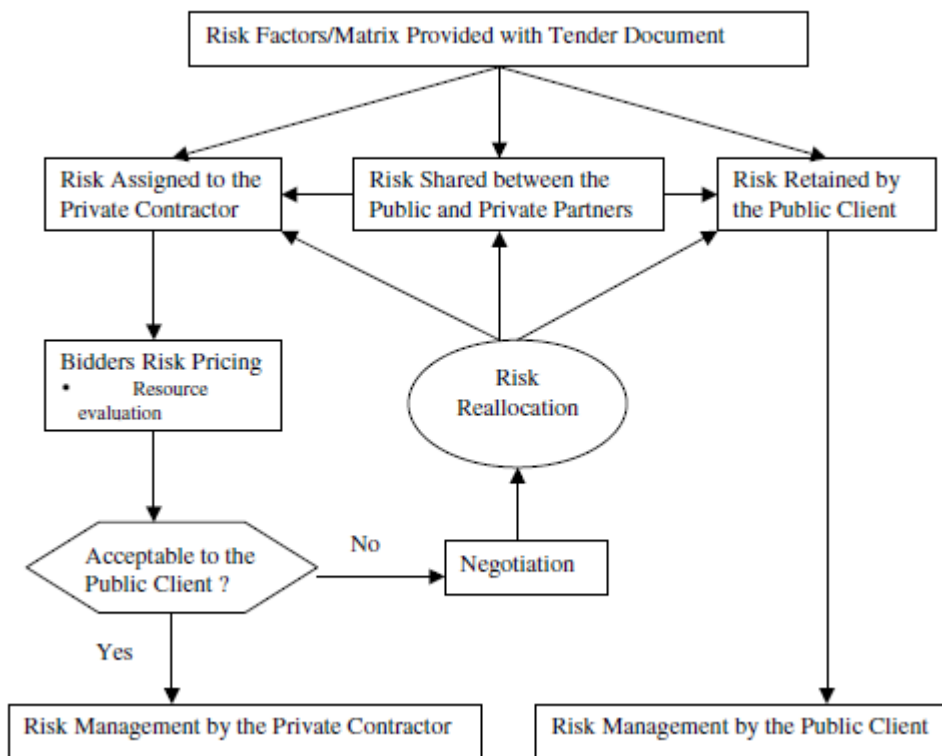 Risk Factors/Matrix Provided with Tender Document
Risk Assigned to the
Private Contractor
Risk Shared between the
Public and Private Partners
Risk Retained by
the Public Client
Bidders Risk Pricing
• Resource
evaluation
Risk
Reallocation
Acceptable to the
Public Client ?
No
Negotiation
Yes
Risk Management by the Private Contractor
Risk Management by the Public Client